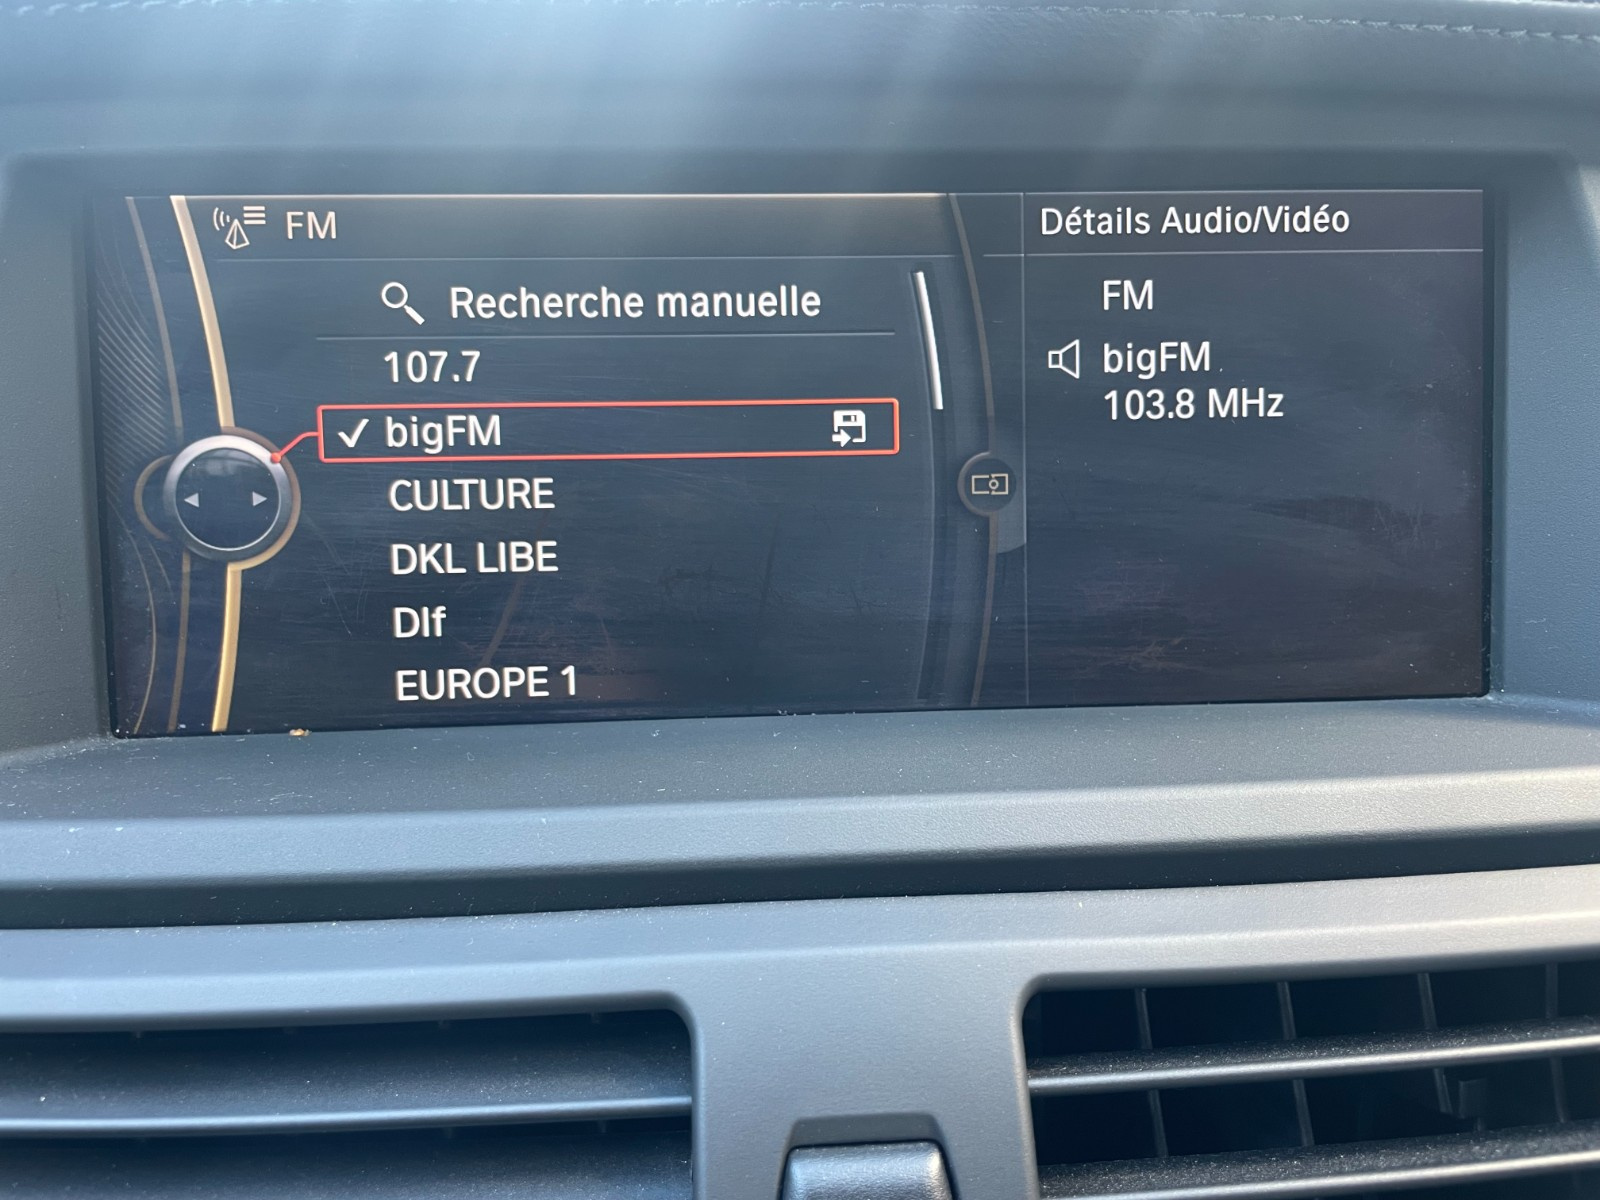 FM
Recherche manuelle
107.7
bigFM
CULTURE
DKL LIBE
Dlf
EUROPE 1
Détails Audio/Vidéo
FM
bigFM
103.8 MHz